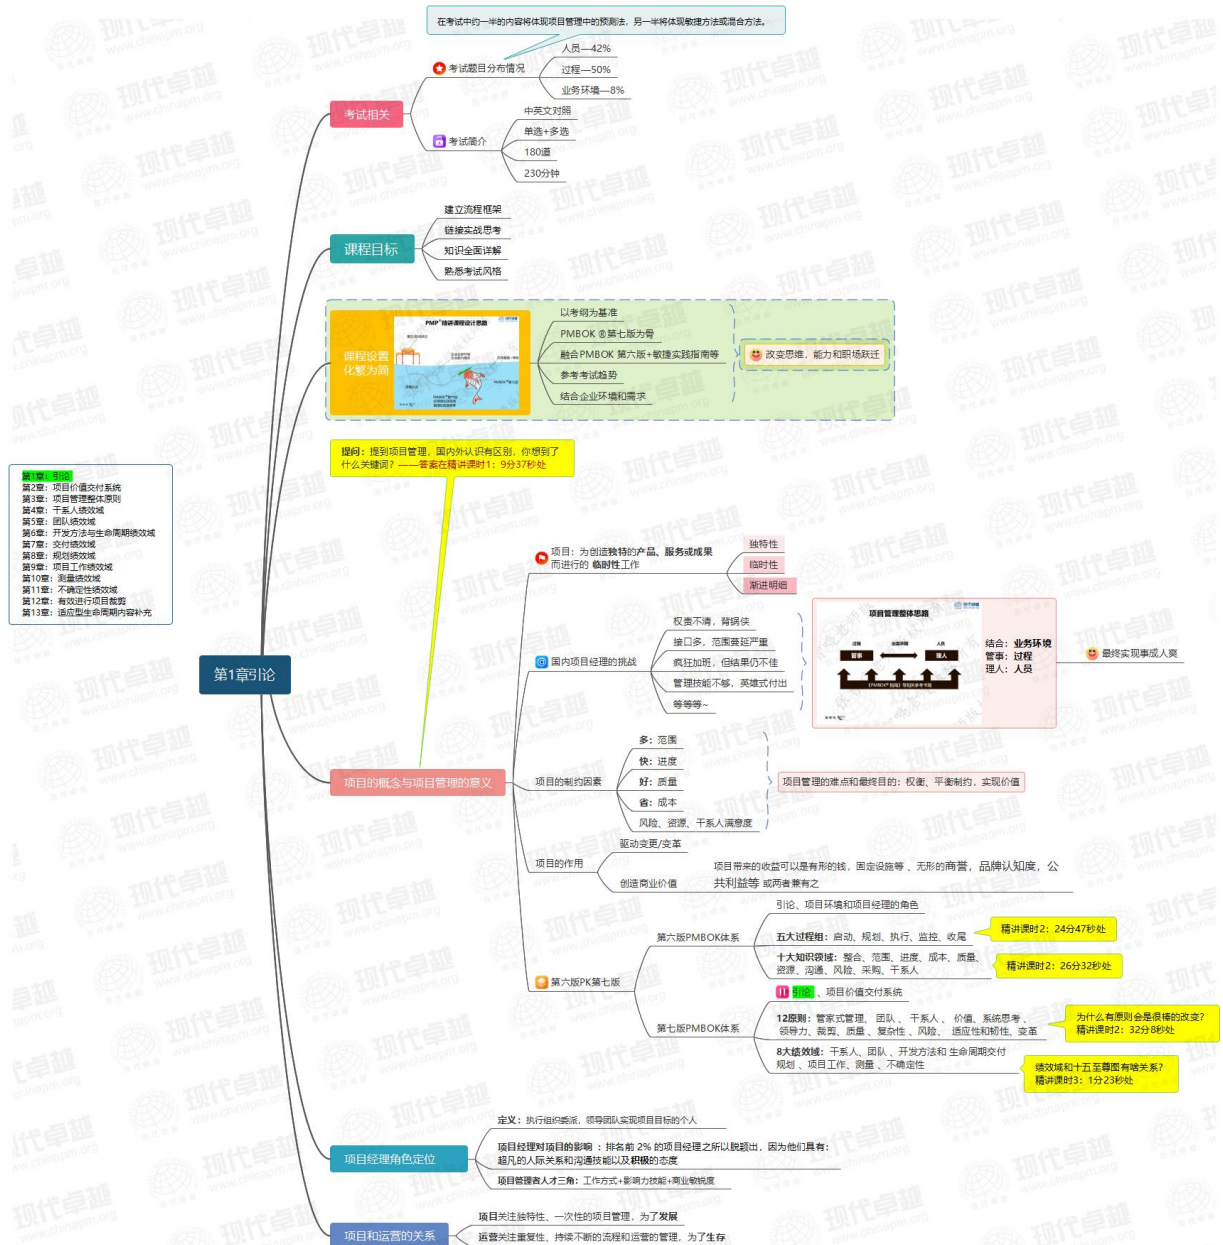 在考试中约一半的内容将体现项目管理中的预测法，另一半将体现敏捷方法或混合方法。
考试相关
考试题目分布情况
人员—42%
过程—50%
业务环境—8%
考试简介
中英文对照
单选+多选
180道
230分钟
课程目标
建立流程框架
链接实战思考
知识全面详解
熟悉考试风格
课程设置
化繁为简
PMP®精讲课程设计思路
以考纲为基准
PMBOK ®第七版为骨
融合PMBOK 第六版+敏捷实践指南等
参考考试趋势
结合企业环境和需求
改变思维，能力和职场跃迁
提问：提到项目管理，国内外认识有区别，你想到了
什么关键词？——答案在精讲课时1：9分37秒处
第1章：引论
第2章：项目价值交付系统
第3章：项目管理整体原则
第4章：干系人绩效域
第5章：团队绩效域
第6章：开发方法与生命周期绩效域
第7章：交付绩效域
第8章：规划绩效域
第9章：项目工作绩效域
第10章：测量绩效域
第11章：不确定性绩效域
第12章：有效进行项目裁剪
第13章：适应型生命周期内容补充
第1章引论
项目的概念与项目管理的意义
项目：为创造独特的产品、服务或成果
而进行的 临时性工作
独特性
临时性
渐进明细
国内项目经理的挑战
权责不清，背锅侠
接口多，范围蔓延严重
疯狂加班，但结果仍不佳
管理技能不够，英雄式付出
等等等~
项目管理整体思路
过程
业务环境
人员
管事
理人
结合：业务环境
管事：过程
理人：人员
最终实现事成人爽
项目的制约因素
多：范围
快：进度
好：质量
省：成本
风险、资源、干系人满意度
项目管理的难点和最终目的：权衡、平衡制约，实现价值
项目的作用
驱动变更/变革
创造商业价值
项目带来的收益可以是有形的钱，固定设施等 、无形的商誉，品牌认知度，公
共利益等 或两者兼有之
第六版PK第七版
第六版PMBOK体系
引论、项目环境和项目经理的角色
五大过程组：启动、规划、执行、监控、收尾
精讲课时2：24分47秒处
十大知识领域：整合、范围、进度、成本、质量、
资源、沟通、风险、采购、干系人
精讲课时2：26分32秒处
第七版PMBOK体系
引论 、项目价值交付系统
12原则：管家式管理、 团队 、 干系人 、 价值、系统思考 、
领导力、裁剪、质量 、复杂性 、风险、 适应性和韧性、变革
为什么有原则会是很棒的改变？
精讲课时2：32分8秒处
8大绩效域：干系人、团队 、开发方法和 生命周期交付
规划 、项目工作、测量 、不确定性
绩效域和十五至尊图有啥关系？
精讲课时3：1分23秒处
项目经理角色定位
定义：执行组织委派，领导团队实现项目目标的个人
项目经理对项目的影响 ：排名前 2% 的项目经理之所以脱颖出，因为他们具有：
超凡的人际关系和沟通技能以及积极的态度
项目管理者人才三角：工作方式+影响力技能+商业敏锐度
项目和运营的关系
项目关注独特性、一次性的项目管理，为了发展
运营关注重复性、持续不断的流程和运营的管理，为了生存
现代卓越
www.chinapm.org